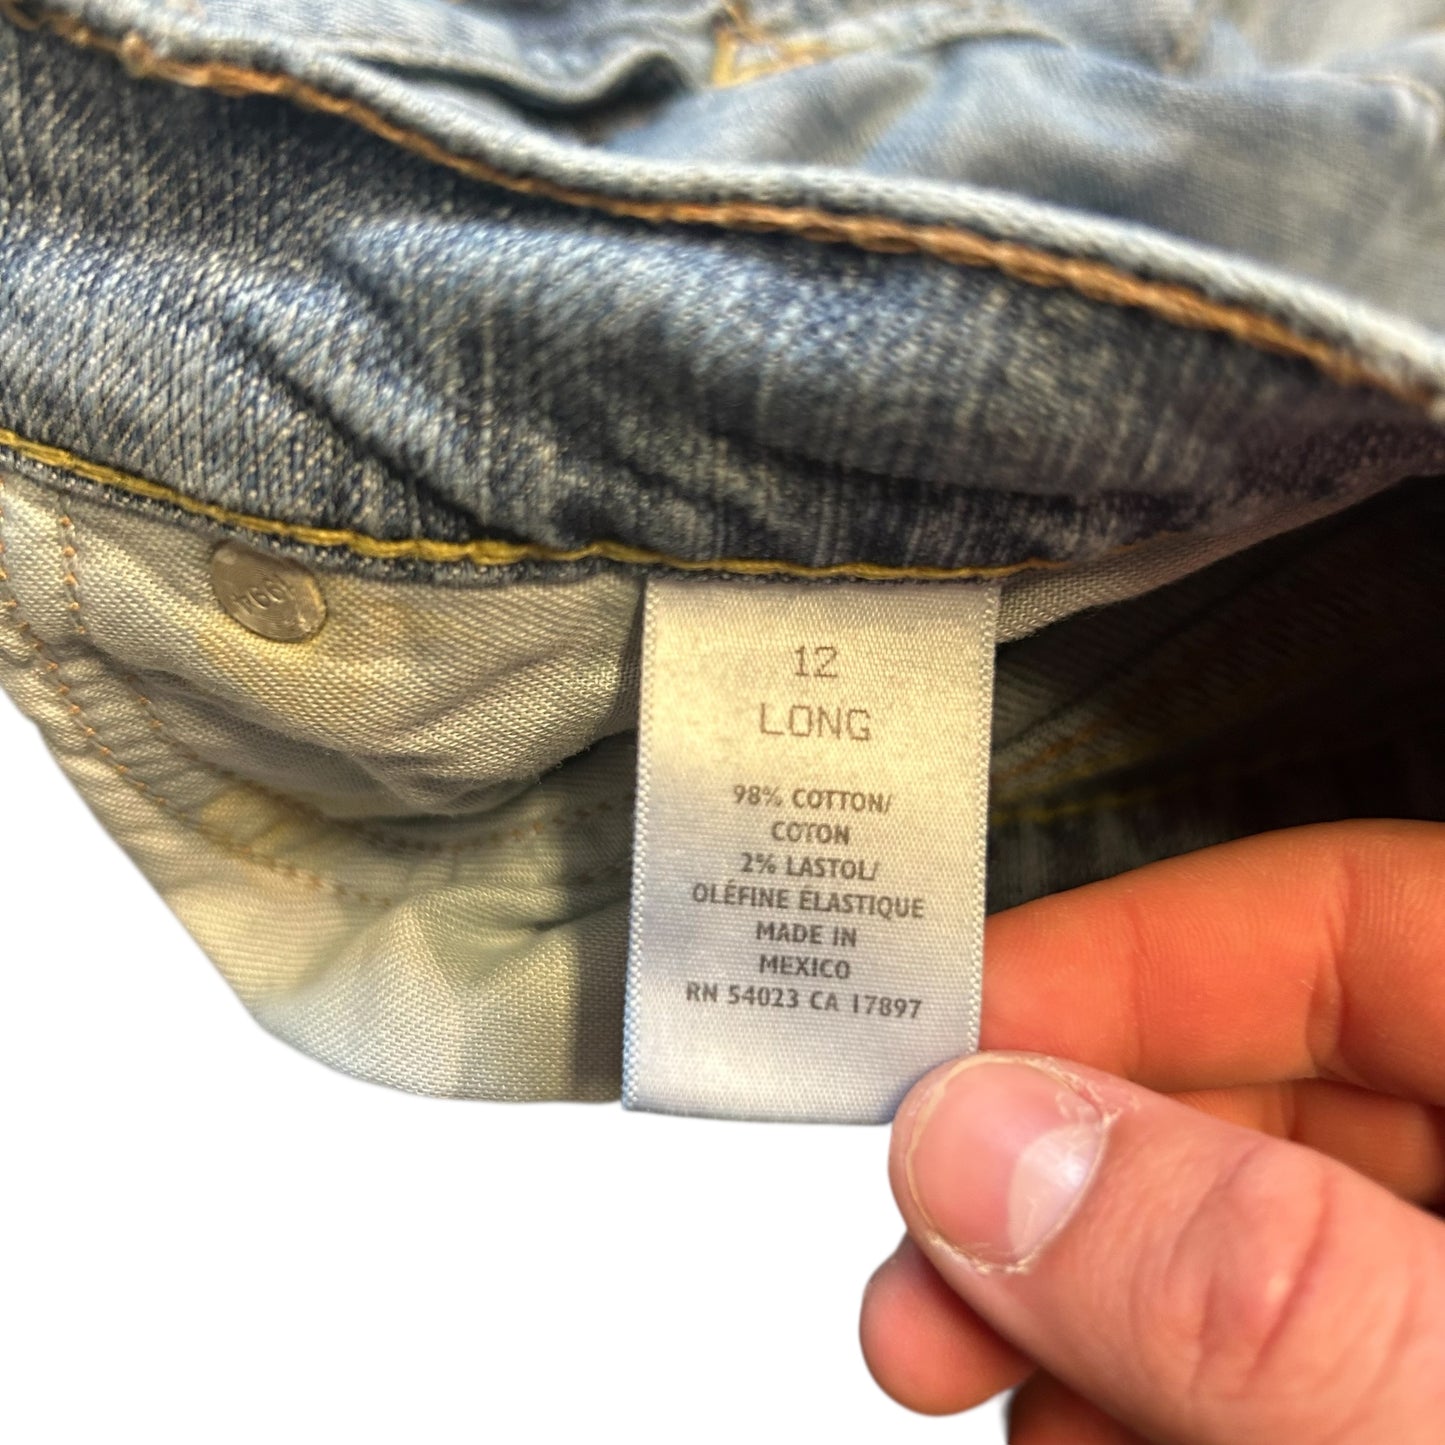 12
LONG
98% COTTON/
COTON
2% LASTOL/
OLÉFINE ÉLASTIQUE
MADE IN
MEXICO
RN 54023 CA 17897